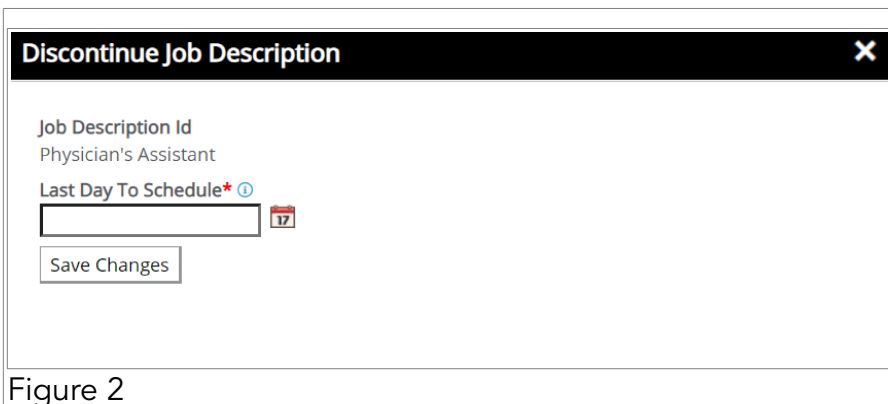 Discontinue Job Description
Job Description Id
Physician's Assistant
Last Day To Schedule*
17
Save Changes
Figure 2